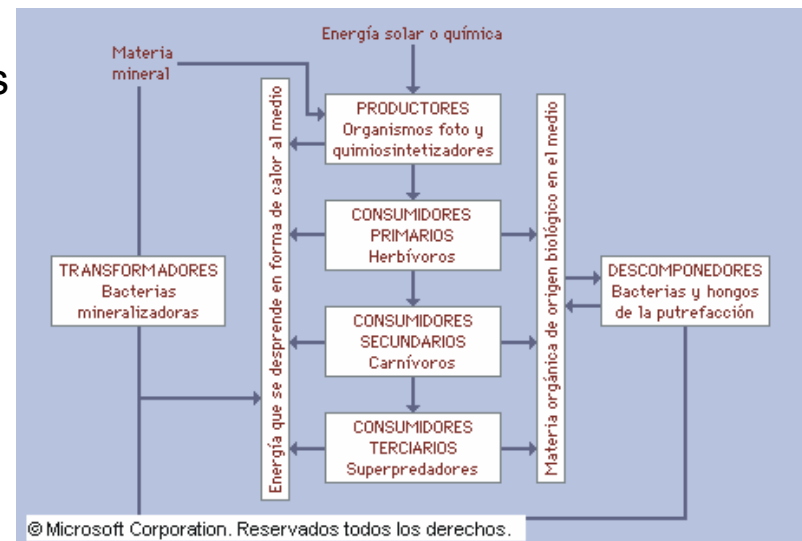 s
Energía solar o química
Materia
mineral
PRODUCTORES
Organismos foto y
quimiosintetizadores
Energía que se desprende en forma de calor al medio
CONSUMIDORES
PRIMARIOS
Herbívoros
Materia orgánica de origen biológico en el medio
TRANSFORMADORES
Bacterias
mineralizadoras
DESCOMPONEDORES
Bacterias y hongos
de la putrefacción
CONSUMIDORES
SECUNDARIOS
Carnívoros
CONSUMIDORES
TERCIARIOS
Superpredadores
© Microsoft Corporation. Reservados todos los derechos.